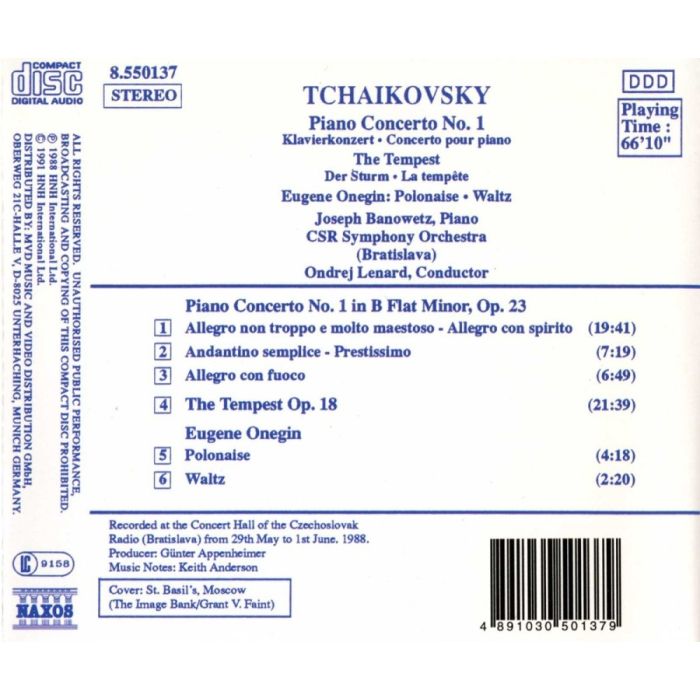 COMPACT
disc
DIGITAL AUDIO
8.550137
STEREO
TCHAIKOVSKY
Piano Concerto No. 1
Klavierkonzert • Concerto pour piano
The Tempest
Der Sturm • La tempête
Eugene Onegin: Polonaise • Waltz
Joseph Banowetz, Piano
CSR Symphony Orchestra
(Bratislava)
Ondrej Lenard, Conductor
DDD
Playing
Time :
66'10"
ALL RIGHTS RESERVED. UNAUTHORISED PUBLIC PERFORMANCE,
BROADCASTING AND COPYING OF THIS COMPACT DISC PROHIBITED.
℗ 1988 HNH International Ltd.
© 1991 HNH International Ltd.
DISTRIBUTED BY: MVD MUSIC AND VIDEO DISTRIBUTION GMbH,
OBERWEG 21C-HALLE V, D-8025 UNTERHACHING, MUNICH GERMANY.
Piano Concerto No. 1 in B Flat Minor, Op. 23
1 Allegro non troppo e molto maestoso - Allegro con spirito (19:41)
2 Andantino semplice - Prestissimo (7:19)
3 Allegro con fuoco (6:49)
4 The Tempest Op. 18 (21:39)
Eugene Onegin
5 Polonaise (4:18)
6 Waltz (2:20)
Recorded at the Concert Hall of the Czechoslovak
Radio (Bratislava) from 29th May to 1st June. 1988.
Producer: Günter Appenheimer
Music Notes: Keith Anderson
Cover: St. Basil's, Moscow
(The Image Bank/Grant V. Faint)
LC 9158
NAXOS
4 891030 501379